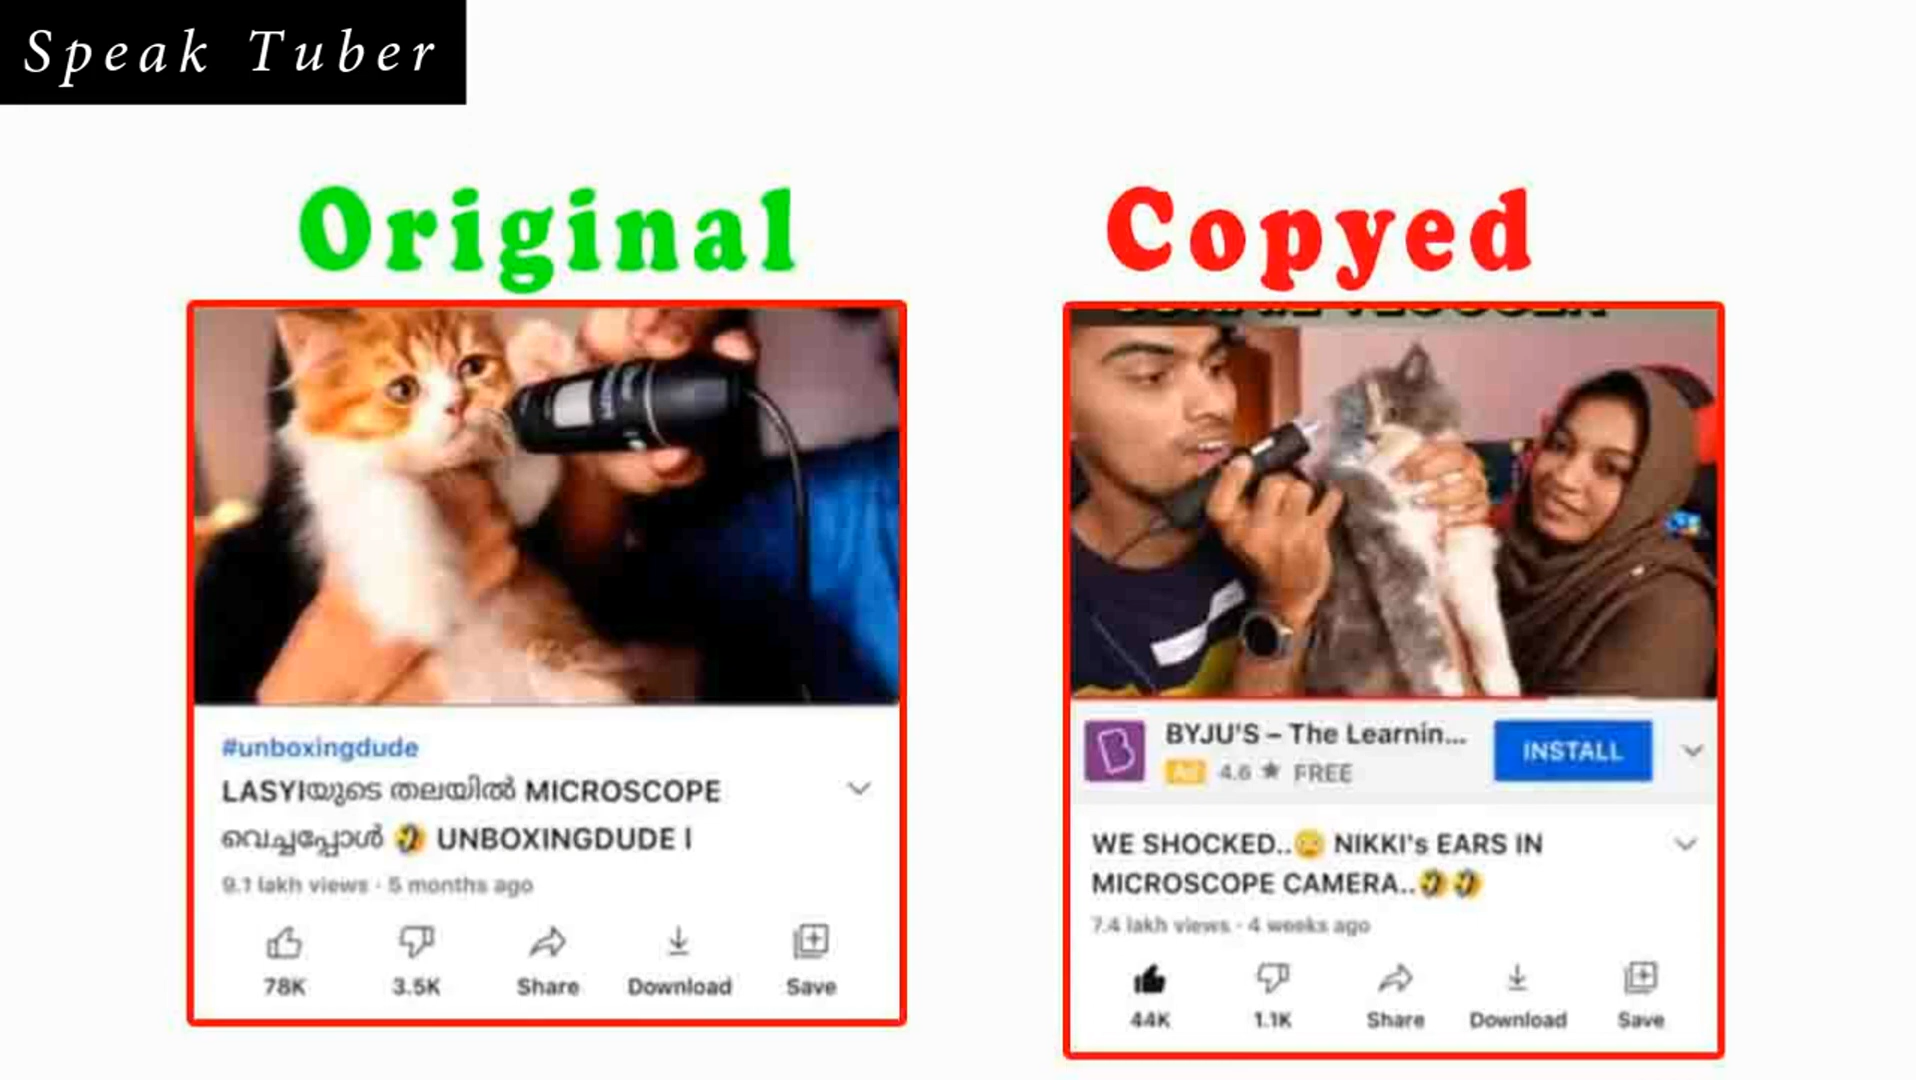 Speak Tuber
Original
Copyed
#unboxingdude
LASYIയുടെ തലയിൽ MICROSCOPE
വെച്ചപ്പോൾ 🤣 UNBOXINGDUDE I
9.1 lakh views · 5 months ago
78K 3.5K Share Download Save
BYJU'S – The Learnin...
INSTALL
Ad 4.6 ★ FREE
WE SHOCKED..😳 NIKKI's EARS IN
MICROSCOPE CAMERA..🤣🤣
7.4 lakh views · 4 weeks ago
44K 1.1K Share Download Save